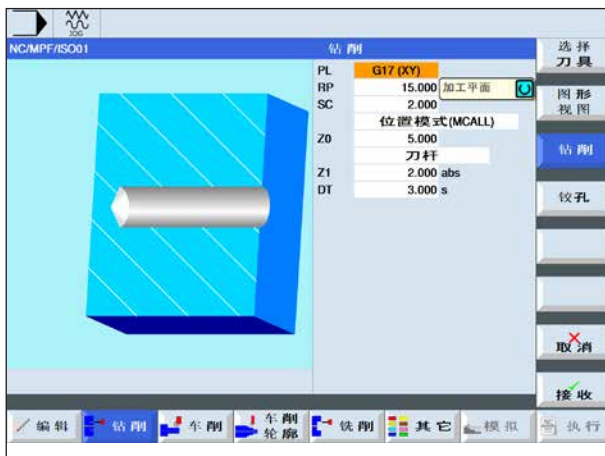 JOG
NC/MPF/ISO01
钻削
选择
刀具
PL G17 (XY)
RP 15.000 加工平面
SC 2.000
位置模式(MCALL)
Z0 5.000
刀杆
Z1 2.000 abs
DT 3.000 s
图形
视图
钻削
铰孔
取消
接收
编辑
钻削
车削
车削
轮廓
铣削
其它
模拟
执行